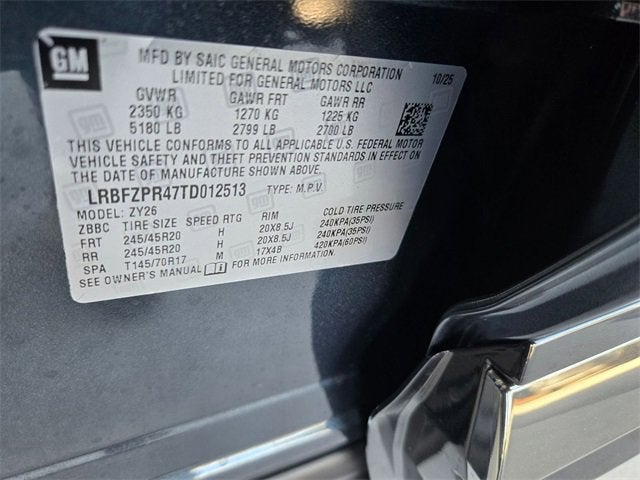 GM
MFD BY SAIC GENERAL MOTORS CORPORATION
LIMITED FOR GENERAL MOTORS LLC
10/25
GVWR GAWR FRT GAWR RR
2350 KG 1270 KG 1225 KG
5180 LB 2799 LB 2700 LB
THIS VEHICLE CONFORMS TO ALL APPLICABLE U.S. FEDERAL MOTOR
VEHICLE SAFETY AND THEFT PREVENTION STANDARDS IN EFFECT ON
THE DATE OF MANUFACTURE SHOWN ABOVE.
LRBFZPR47TD012513 TYPE: M.P.V.
MODEL: ZY26
ZBBC TIRE SIZE SPEED RTG RIM COLD TIRE PRESSURE
FRT 245/45R20 H 20X8.5J 240KPA(35PSI)
RR 245/45R20 H 20X8.5J 240KPA(35PSI)
SPA T145/70R17 M 17X4B 420KPA(60PSI)
SEE OWNER'S MANUAL FOR MORE INFORMATION.